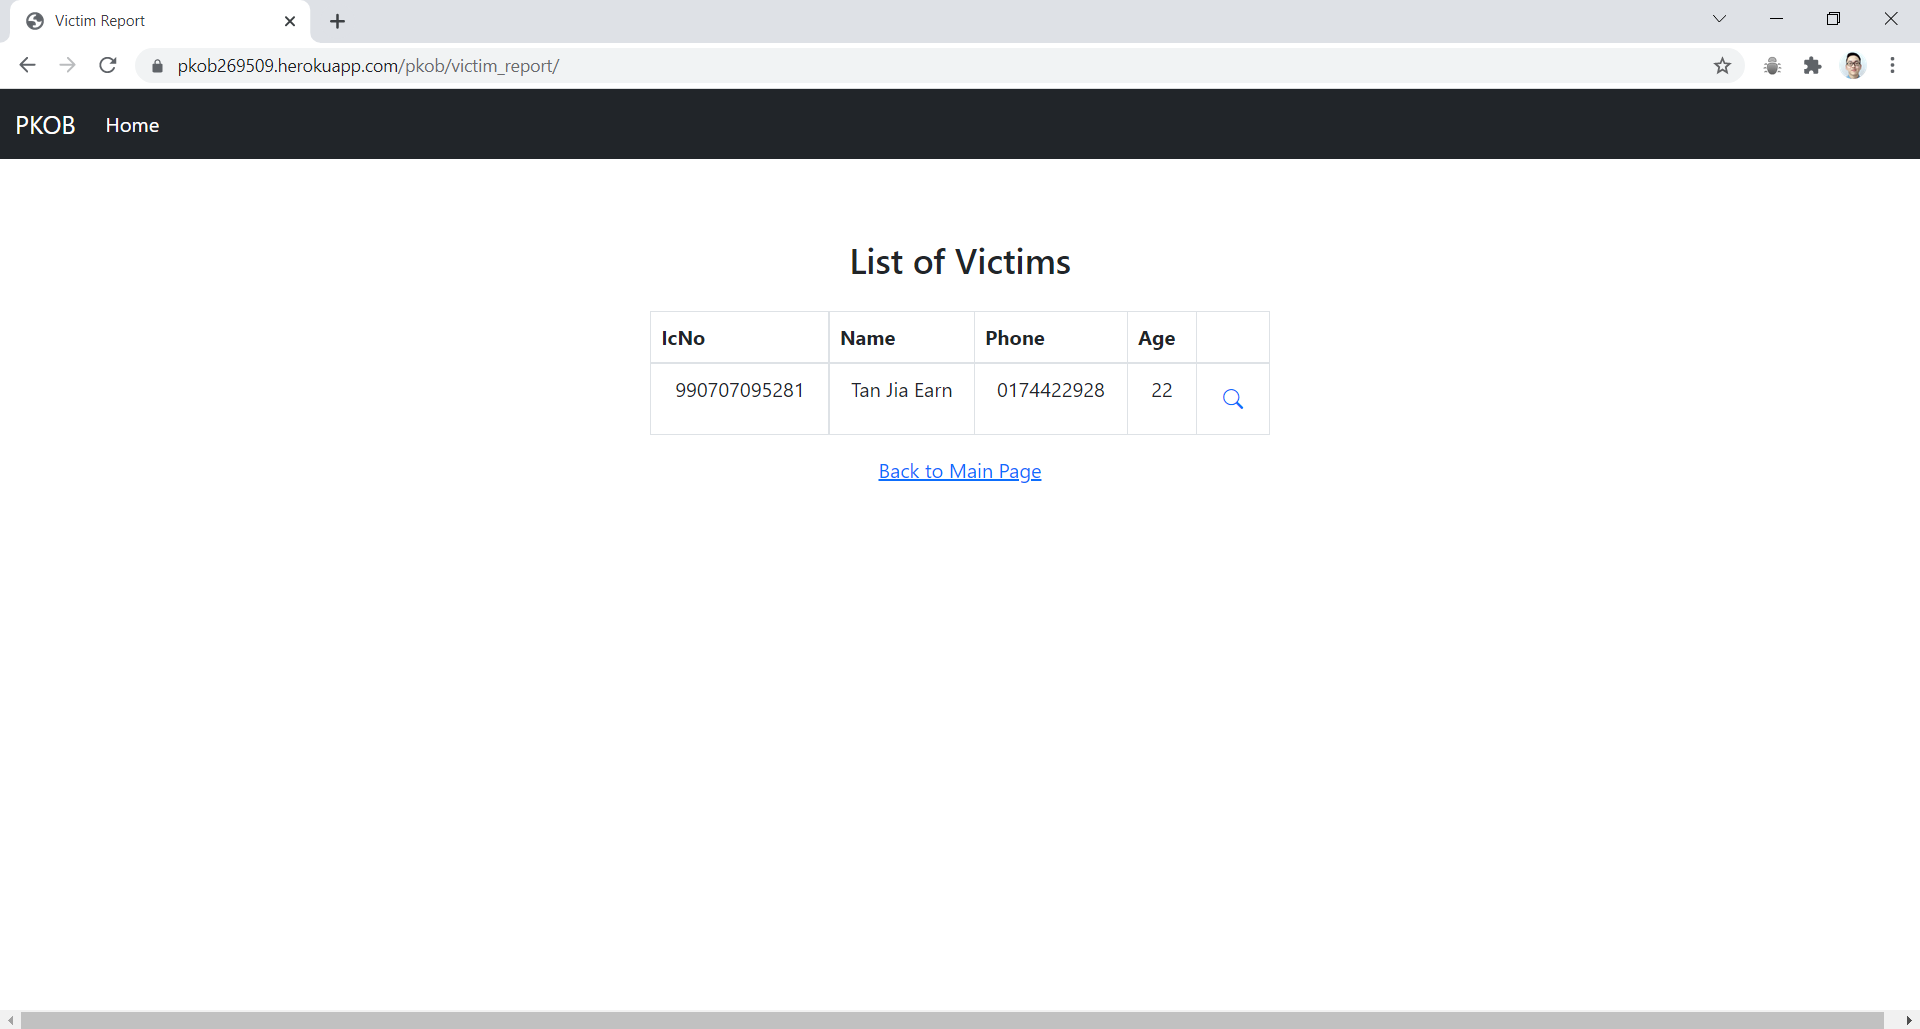 Victim Report
pkob269509.herokuapp.com/pkob/victim_report/
PKOB Home
List of Victims
IcNo Name Phone Age
990707095281 Tan Jia Earn 0174422928 22
Back to Main Page